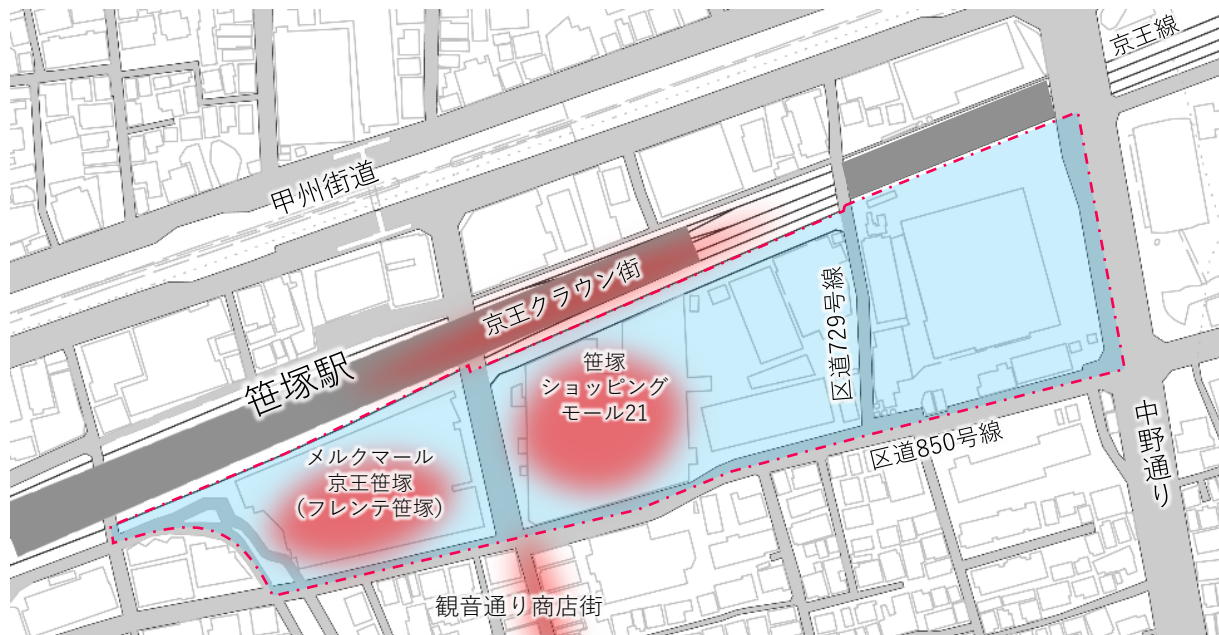 京王線
甲州街道
京王クラウン街
笹塚駅
笹塚
ショッピング
モール21
区道729号線
メルクマール
京王笹塚
(フレンテ笹塚)
区道850号線
中野通り
観音通り商店街